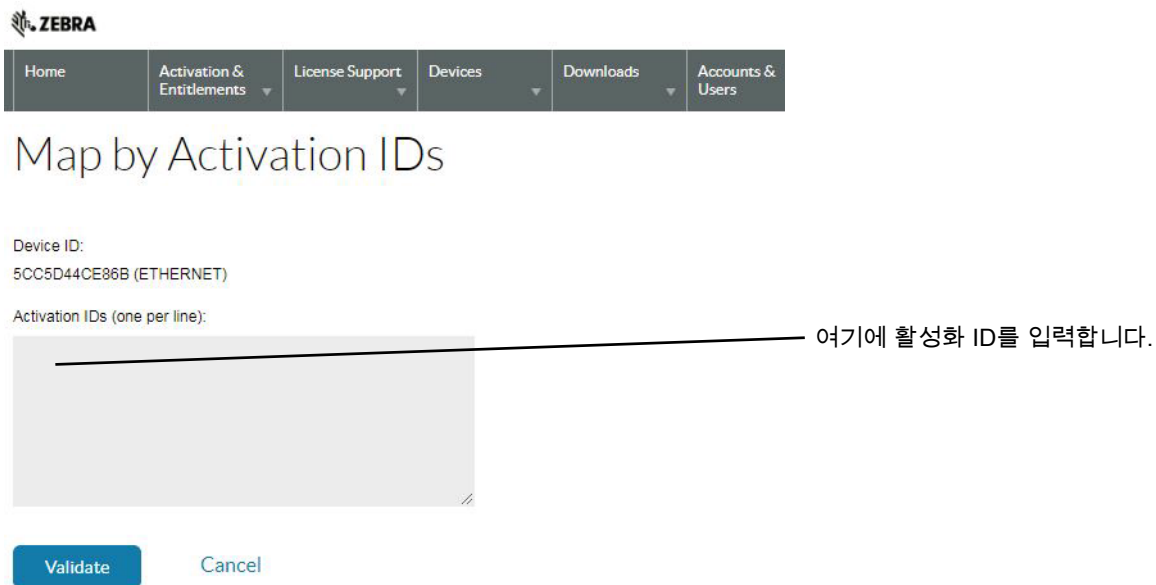 ZEBRA
Home
Activation & Entitlements
License Support
Devices
Downloads
Accounts & Users
Map by Activation IDs
Device ID:
5CC5D44CE86B (ETHERNET)
Activation IDs (one per line):
여기에 활성화 ID를 입력합니다.
Validate
Cancel